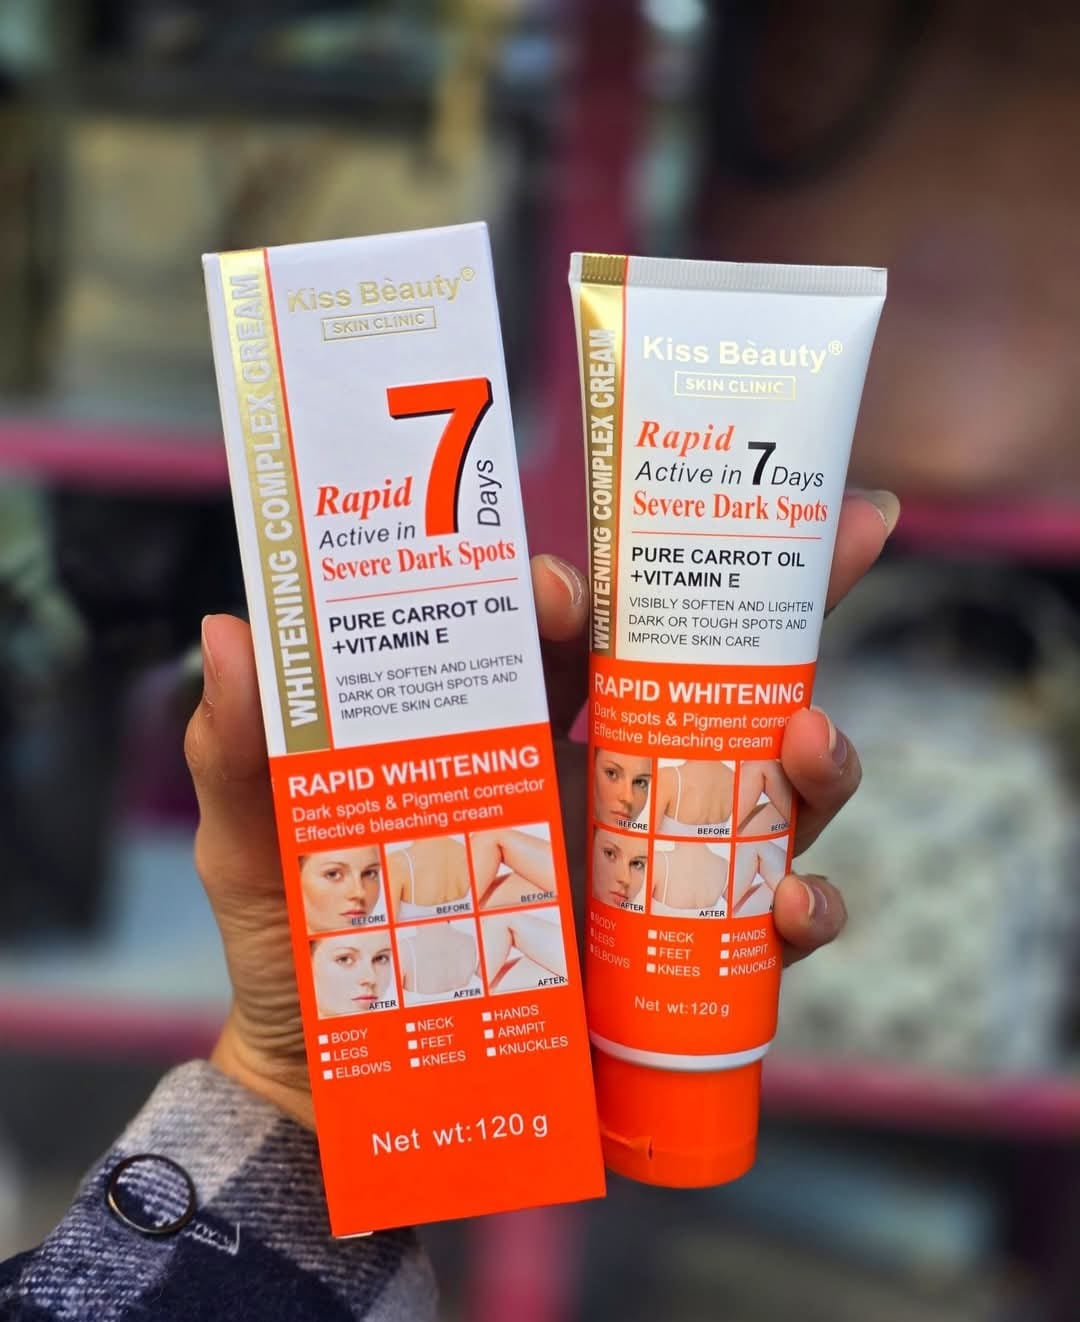 WHITENING COMPLEX CREAM
Kiss Bèauty®
SKIN CLINIC
7
Days
Rapid
Active in
Severe Dark Spots
PURE CARROT OIL
+VITAMIN E
VISIBLY SOFTEN AND LIGHTEN
DARK OR TOUGH SPOTS AND
IMPROVE SKIN CARE
RAPID WHITENING
Dark spots & Pigment corrector
Effective bleaching cream
BEFORE BEFORE BEFORE
AFTER AFTER AFTER
BODY NECK HANDS
LEGS FEET ARMPIT
ELBOWS KNEES KNUCKLES
Net wt:120 g
WHITENING COMPLEX CREAM
Kiss Bèauty®
SKIN CLINIC
Rapid
Active in 7 Days
Severe Dark Spots
PURE CARROT OIL
+VITAMIN E
VISIBLY SOFTEN AND LIGHTEN
DARK OR TOUGH SPOTS AND
IMPROVE SKIN CARE
RAPID WHITENING
Dark spots & Pigment correc
Effective bleaching cream
BEFORE BEFORE BEFO
AFTER AFTER A
BODY NECK HANDS
LEGS FEET ARMPIT
ELBOWS KNEES KNUCKLES
Net wt:120 g